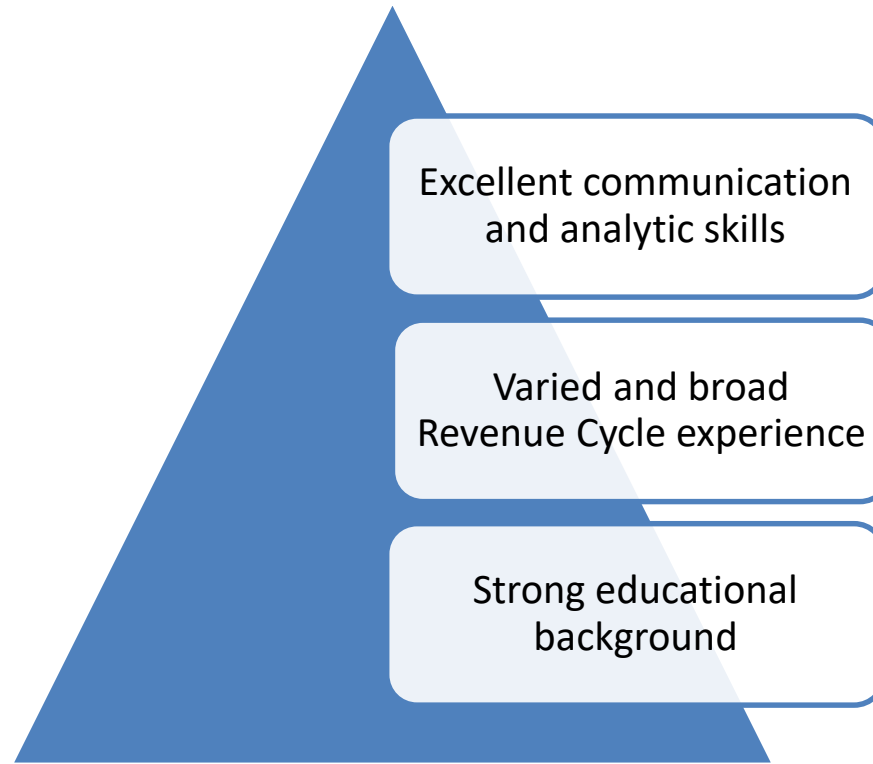 Excellent communication
and analytic skills
Varied and broad
Revenue Cycle experience
Strong educational
background